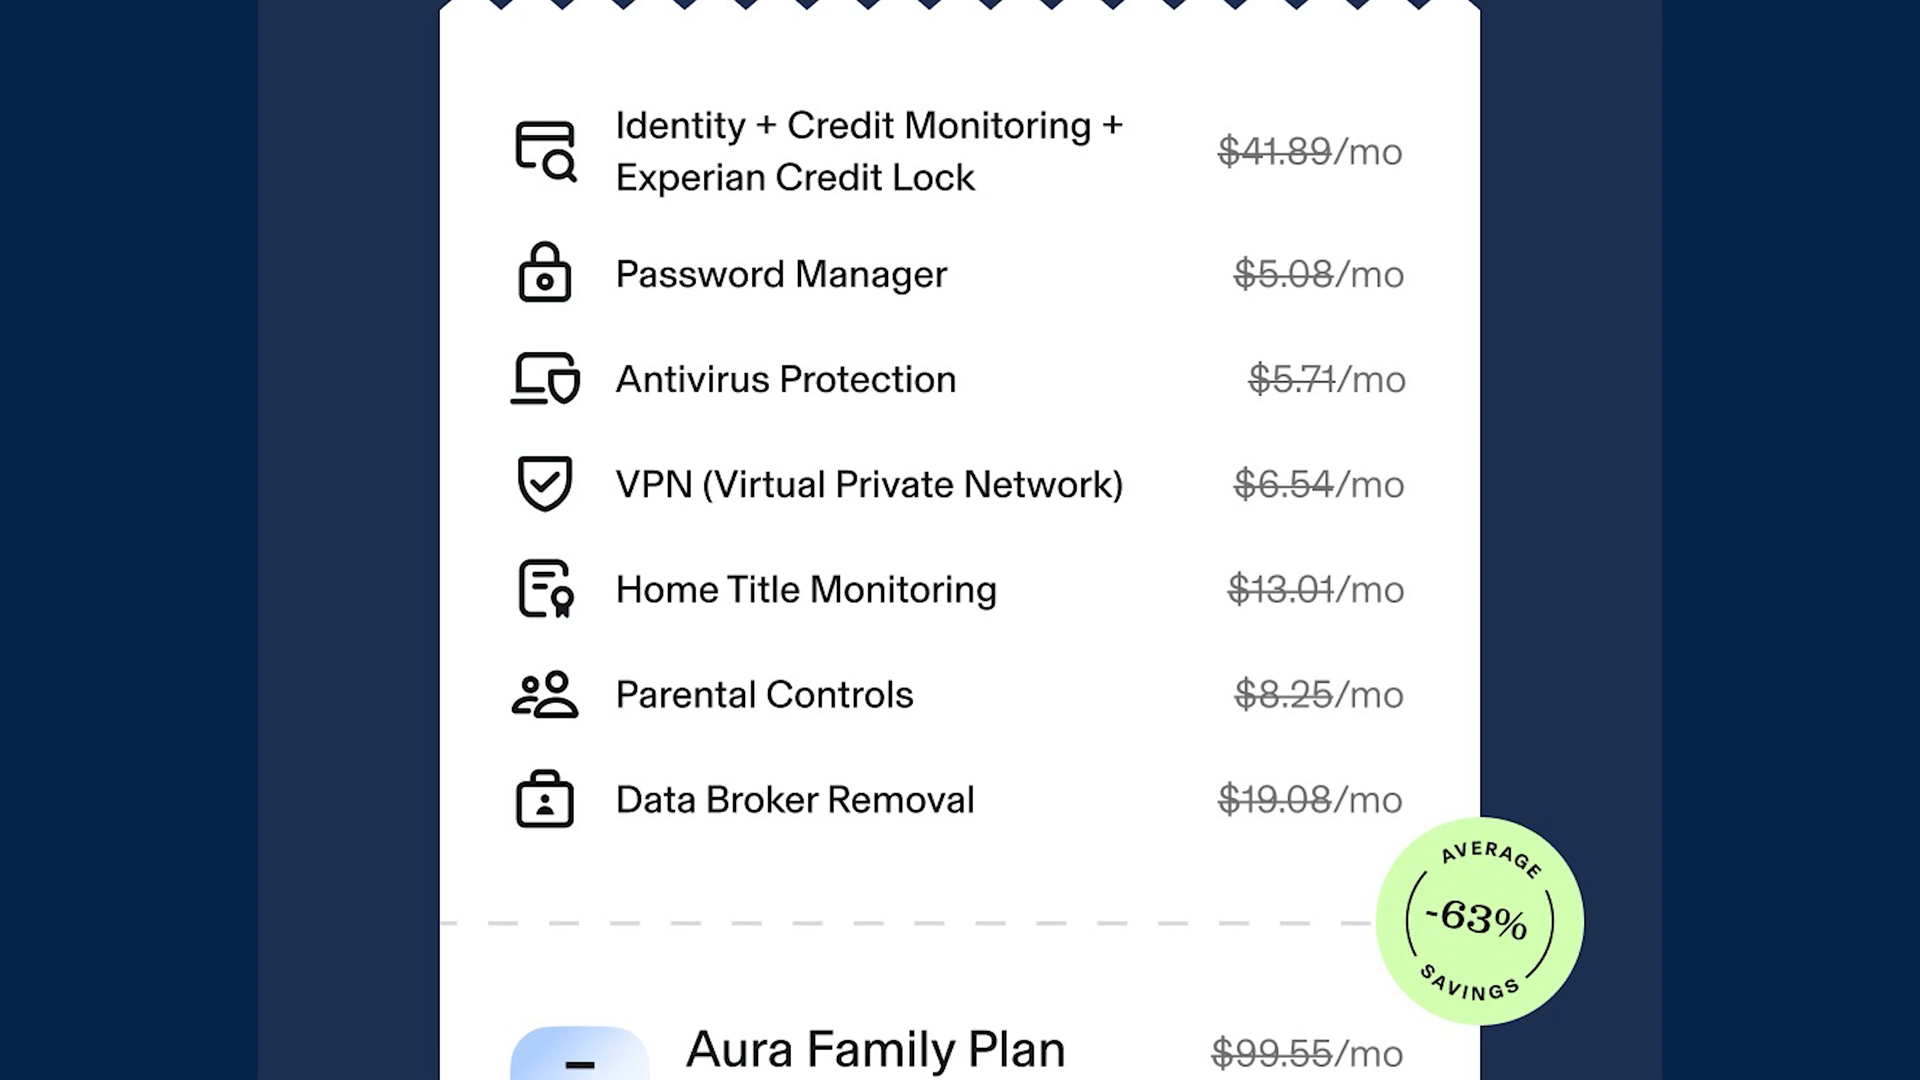 Identity + Credit Monitoring +
Experian Credit Lock
$41.89/mo
Password Manager
$5.08/mo
Antivirus Protection
$5.71/mo
VPN (Virtual Private Network)
$6.54/mo
Home Title Monitoring
$13.01/mo
Parental Controls
$8.25/mo
Data Broker Removal
$19.08/mo
AVERAGE
-63%
SAVINGS
Aura Family Plan
$99.55/mo